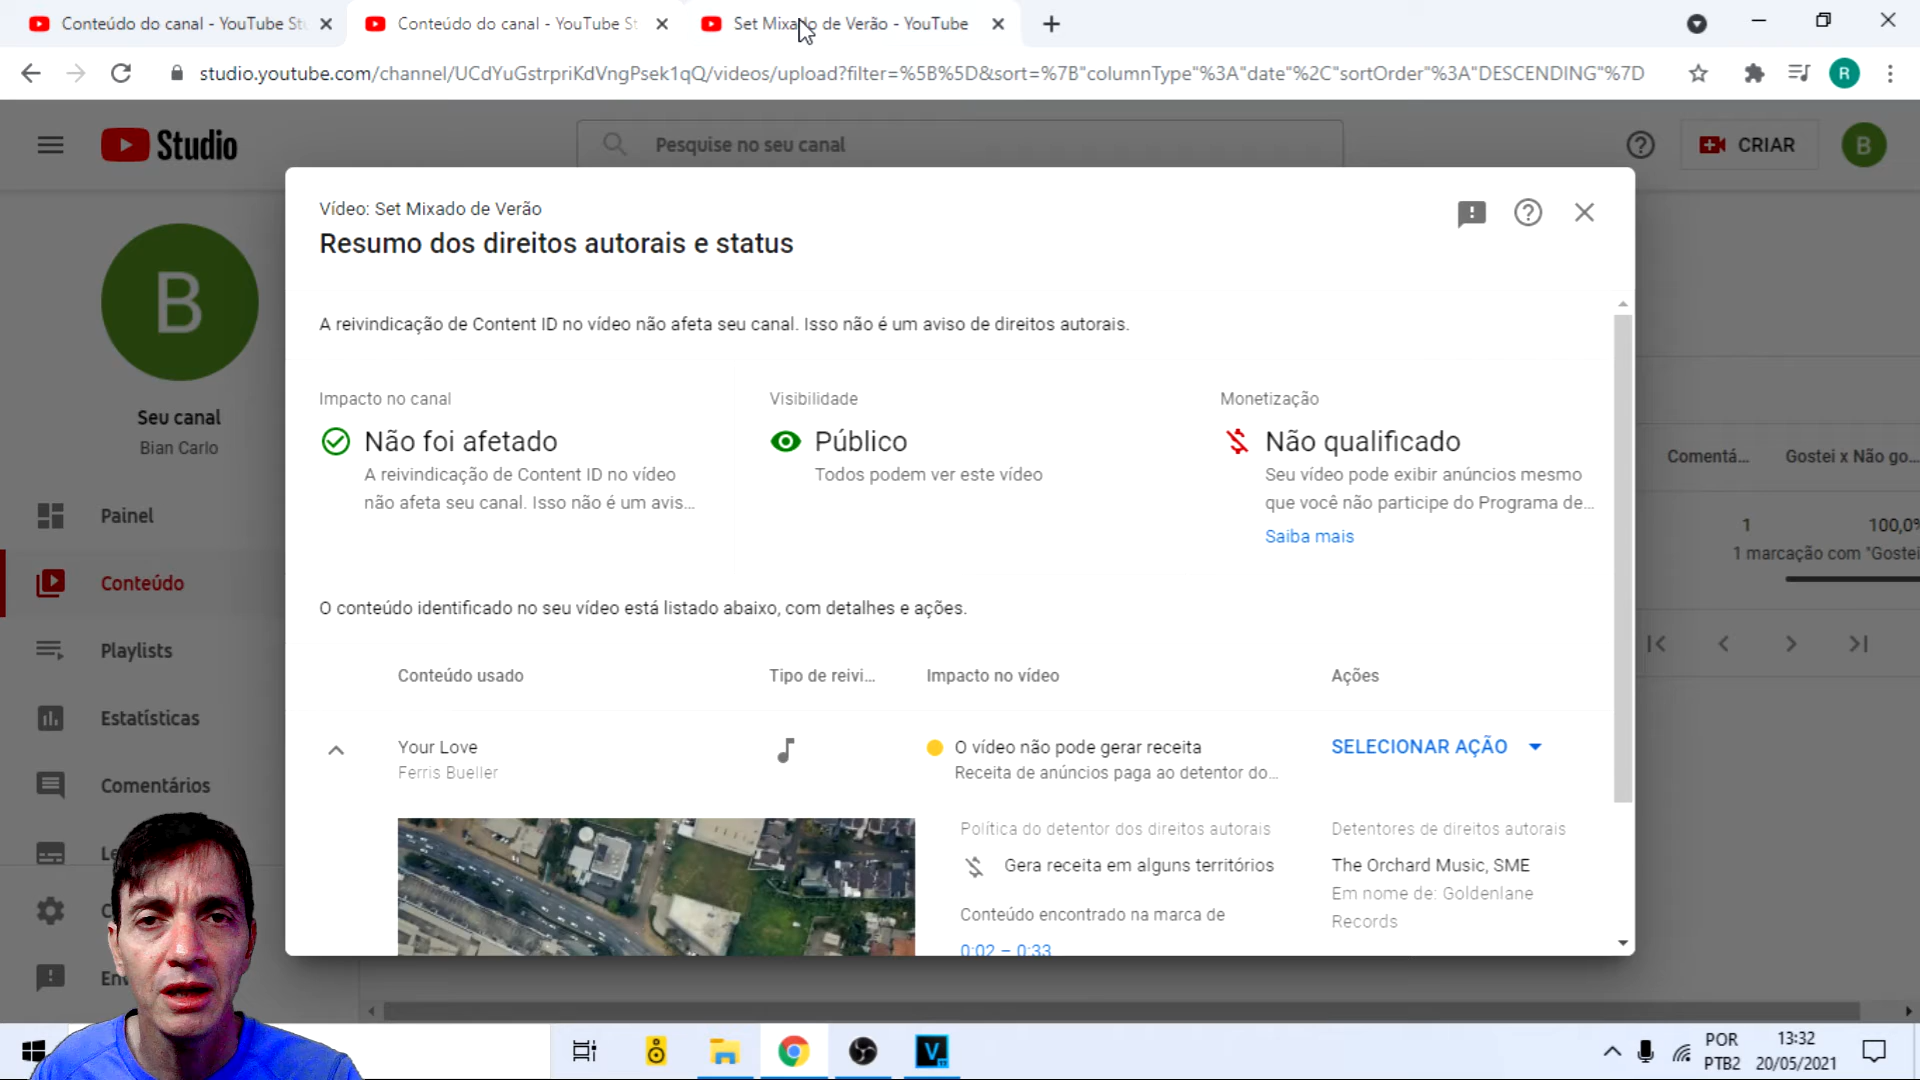 Conteúdo do canal - YouTube St
Conteúdo do canal - YouTube St
Set Mixado de Verão - YouTube
studio.youtube.com/channel/UCdYuGstrpriKdVngPsek1qQ/videos/upload?filter=%5B%5D&sort=%7B"columnType"%3A"date"%2C"sortOrder"%3A"DESCENDING"%7D
R
Studio
Pesquise no seu canal
CRIAR
B
Vídeo: Set Mixado de Verão
Resumo dos direitos autorais e status
A reivindicação de Content ID no vídeo não afeta seu canal. Isso não é um aviso de direitos autorais.
B
Seu canal
Bian Carlo
Painel
Conteúdo
Playlists
Estatísticas
Comentários
Le
C
En
Impacto no canal
Não foi afetado
A reivindicação de Content ID no vídeo
não afeta seu canal. Isso não é um avis...
Visibilidade
Público
Todos podem ver este vídeo
Monetização
Não qualificado
Seu vídeo pode exibir anúncios mesmo
que você não participe do Programa de...
Saiba mais
Comentá...
Gostei x Não go...
1
100,0%
1 marcação com "Gostei
O conteúdo identificado no seu vídeo está listado abaixo, com detalhes e ações.
Conteúdo usado
Tipo de reivi...
Impacto no vídeo
Ações
Your Love
Ferris Bueller
O vídeo não pode gerar receita
Receita de anúncios paga ao detentor do...
SELECIONAR AÇÃO
Política do detentor dos direitos autorais
Gera receita em alguns territórios
Conteúdo encontrado na marca de
0:02 – 0:33
Detentores de direitos autorais
The Orchard Music, SME
Em nome de: Goldenlane
Records
V
POR
PTB2
13:32
20/05/2021